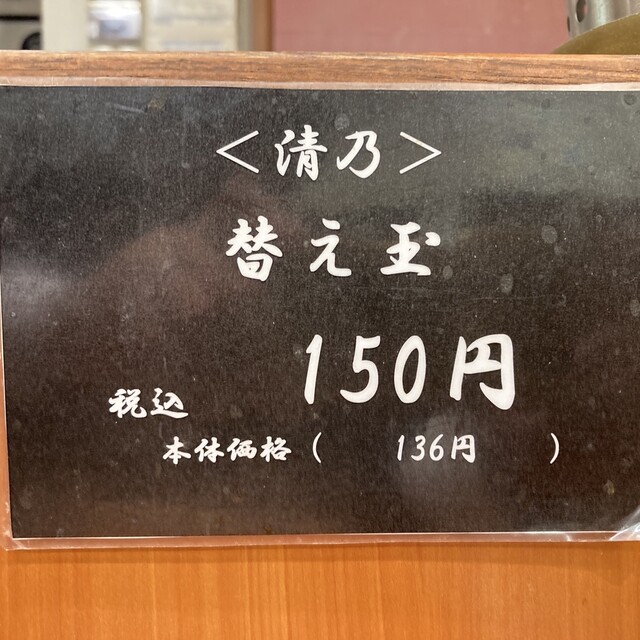 ＜清乃＞
替え玉
150円
税込
本体価格（　136円　）